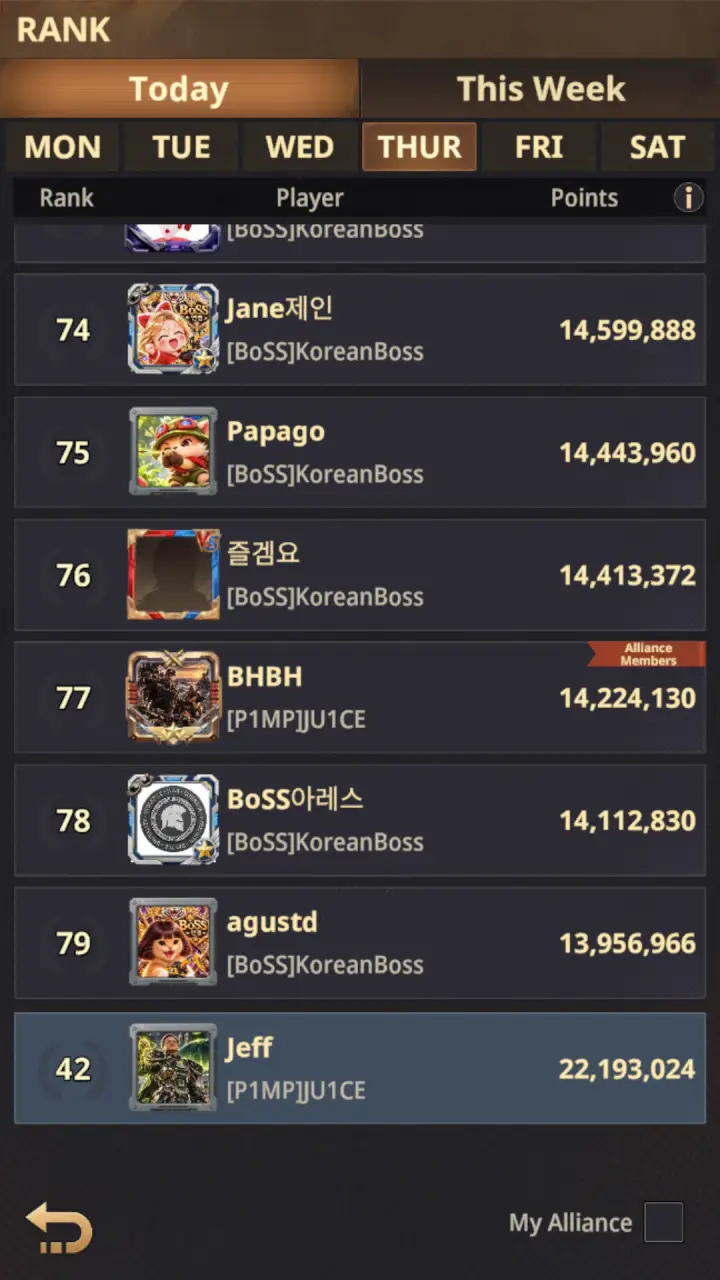 RANK
Today
This Week
MON TUE WED THUR FRI SAT
Rank Player Points i
[BoSS]KoreanBoss
74
BOSS
Jane제인
[BoSS]KoreanBoss
14,599,888
75
Papago
[BoSS]KoreanBoss
14,443,960
76
VS
즐겜요
[BoSS]KoreanBoss
14,413,372
Alliance
Members
77
BHBH
[P1MP]JU1CE
14,224,130
78
BoSS아레스
[BoSS]KoreanBoss
14,112,830
79
BOSS
agustd
[BoSS]KoreanBoss
13,956,966
42
Jeff
[P1MP]JU1CE
22,193,024
My Alliance